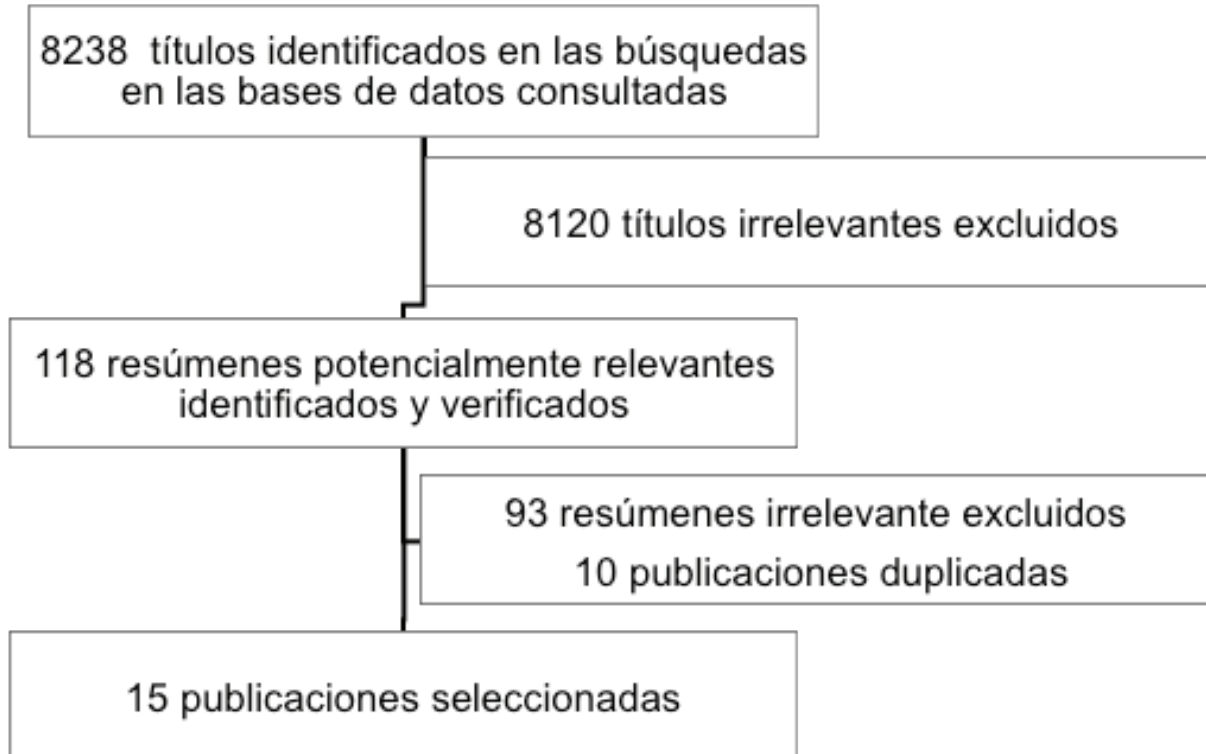 8238  títulos identificados en las búsquedas
en las bases de datos consultadas
8120 títulos irrelevantes excluidos
118 resúmenes potencialmente relevantes
identificados y verificados
93 resúmenes irrelevante excluidos
10 publicaciones duplicadas
15 publicaciones seleccionadas